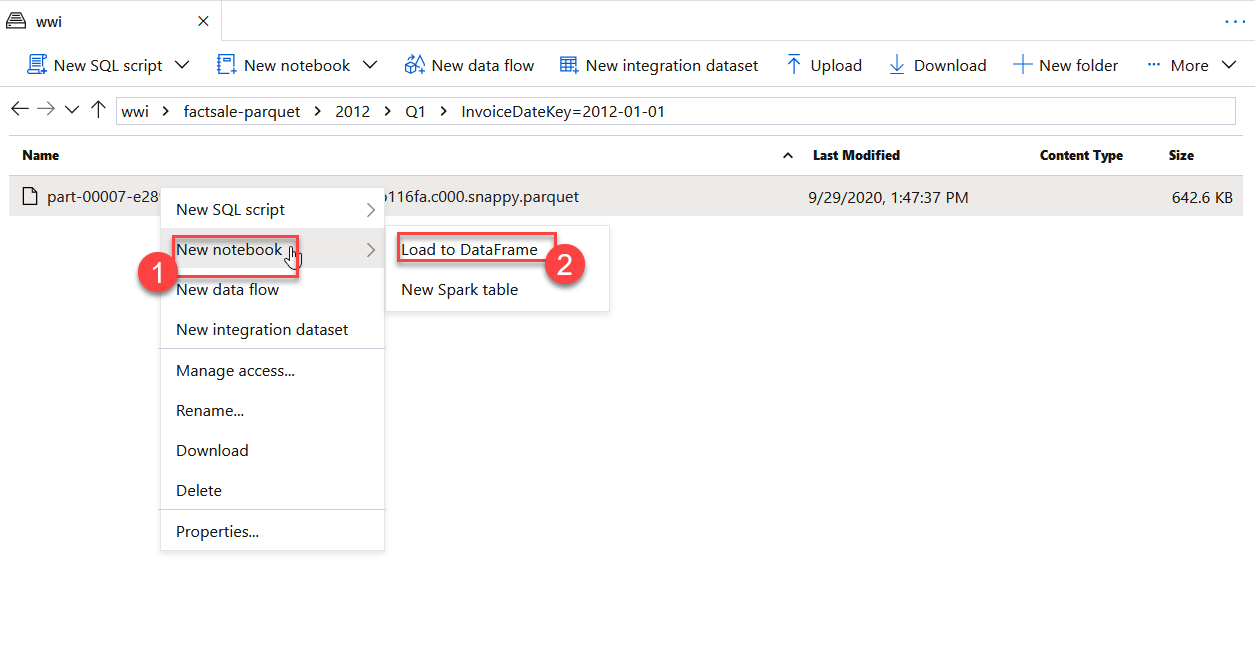 wwi
New SQL script New notebook New data flow New integration dataset Upload Download New folder More
wwi factsale-parquet 2012 Q1 InvoiceDateKey=2012-01-01
Name Last Modified Content Type Size
part-00007-e28 116fa.c000.snappy.parquet 9/29/2020, 1:47:37 PM 642.6 KB
New SQL script
New notebook Load to DataFrame
1 2
New data flow New Spark table
New integration dataset
Manage access...
Rename...
Download
Delete
Properties...